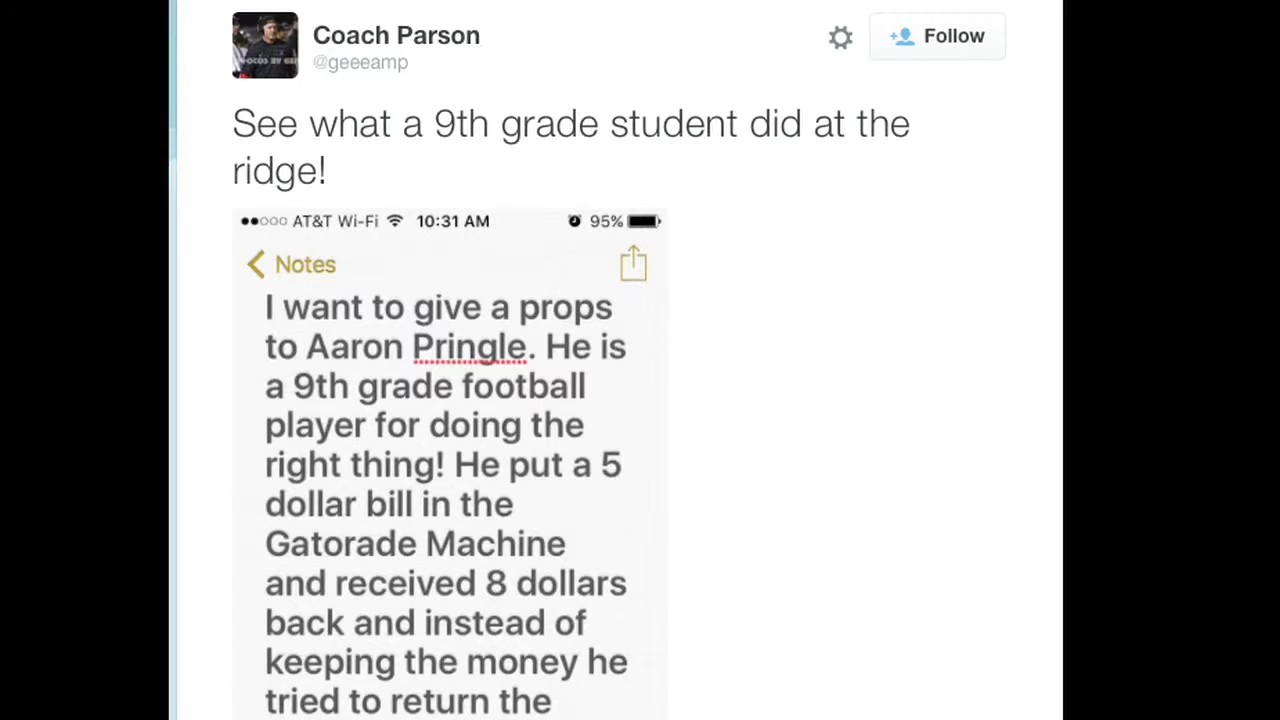 Coach Parson
@geeeamp
Follow
See what a 9th grade student did at the
ridge!
AT&T Wi-Fi 10:31 AM 95%
Notes
I want to give a props
to Aaron Pringle. He is
a 9th grade football
player for doing the
right thing! He put a 5
dollar bill in the
Gatorade Machine
and received 8 dollars
back and instead of
keeping the money he
tried to return the